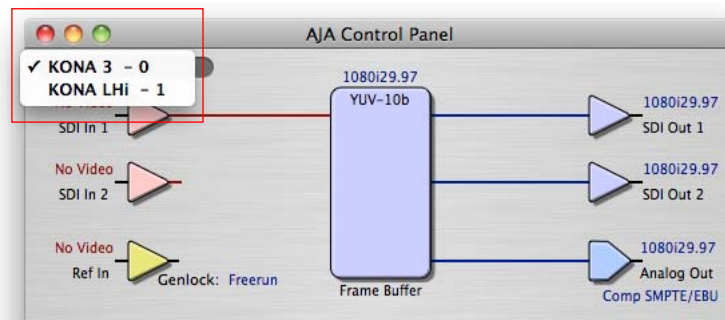 AJA Control Panel
✓ KONA 3 - 0
KONA LHi - 1
1080i29.97
YUV-10b
No Video
SDI In 1
1080i29.97
SDI Out 1
No Video
SDI In 2
1080i29.97
SDI Out 2
No Video
Ref In
Genlock: Freerun
Frame Buffer
1080i29.97
Analog Out
Comp SMPTE/EBU